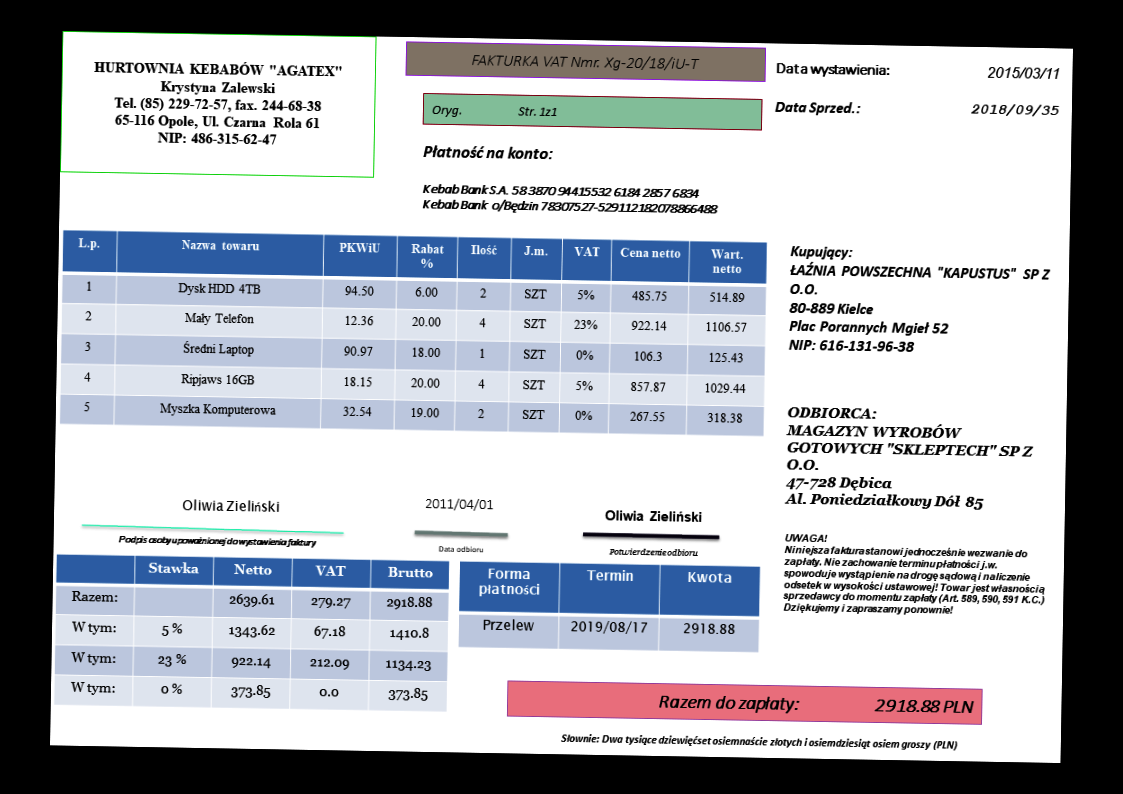 HURTOWNIA KEBABÓW "AGATEX"
Krystyna Zalewski
Tel. (85) 229-72-57, fax. 244-68-38
65-116 Opole, Ul. Czarna Rola 61
NIP: 486-315-62-47
FAKTURKA VAT Nmr. Xg-20/18/iU-T
Oryg. Str. 1z1
Data wystawienia: 2015/03/11
Data Sprzed.: 2018/09/35
Płatność na konto:
Kebab Bank S.A. 58 3870 94415532 6184 2857 6834
Kebab Bank o/Będzin 78307527-529112182078866488
L.p. Nazwa towaru PKWiU Rabat % Ilość J.m. VAT Cena netto Wart. netto
1 Dysk HDD 4TB 94.50 6.00 2 SZT 5% 485.75 514.89
2 Mały Telefon 12.36 20.00 4 SZT 23% 922.14 1106.57
3 Średni Laptop 90.97 18.00 1 SZT 0% 106.3 125.43
4 Ripjaws 16GB 18.15 20.00 4 SZT 5% 857.87 1029.44
5 Myszka Komputerowa 32.54 19.00 2 SZT 0% 267.55 318.38
Kupujący:
ŁAŹNIA POWSZECHNA "KAPUSTUS" SP Z
O.O.
80-889 Kielce
Plac Porannych Mgieł 52
NIP: 616-131-96-38
ODBIORCA:
MAGAZYN WYROBÓW
GOTOWYCH "SKLEPTECH" SP Z
O.O.
47-728 Dębica
Al. Poniedziałkowy Dół 85
Oliwia Zieliński
Podpis osoby upoważnionej do wystawienia faktury
2011/04/01
Data odbioru
Oliwia Zieliński
Potwierdzenie odbioru
UWAGA!
Niniejsza faktura stanowi jednocześnie wezwanie do
zapłaty. Nie zachowanie terminu płatności j.w.
spowoduje wystąpienie na drogę sądową i naliczenie
odsetek w wysokości ustawowej! Towar jest własnością
sprzedawcy do momentu zapłaty (Art. 589, 590, 591 K.C.)
Dziękujemy i zapraszamy ponownie!
Stawka Netto VAT Brutto
Razem: 2639.61 279.27 2918.88
W tym: 5 % 1343.62 67.18 1410.8
W tym: 23 % 922.14 212.09 1134.23
W tym: 0 % 373.85 0.0 373.85
Forma płatności Termin Kwota
Przelew 2019/08/17 2918.88
Razem do zapłaty: 2918.88 PLN
Słownie: Dwa tysiące dziewięćset osiemnaście złotych i osiemdziesiąt osiem groszy (PLN)